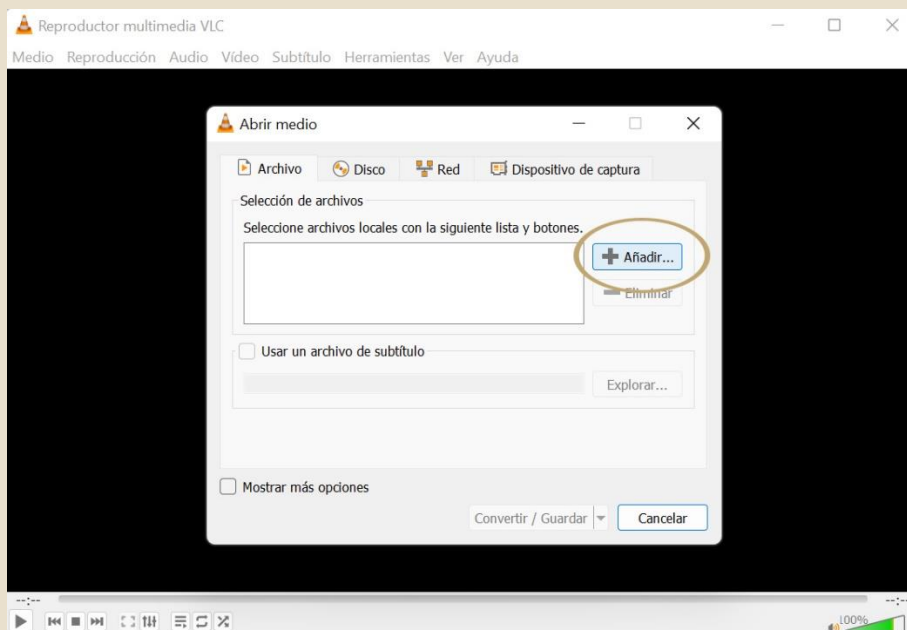 Reproductor multimedia VLC
Medio Reproducción Audio Vídeo Subtítulo Herramientas Ver Ayuda
Abrir medio
Archivo Disco Red Dispositivo de captura
Selección de archivos
Seleccione archivos locales con la siguiente lista y botones.
Añadir...
Eliminar
Usar un archivo de subtítulo
Explorar...
Mostrar más opciones
Convertir / Guardar Cancelar
--:-- --:--
100%